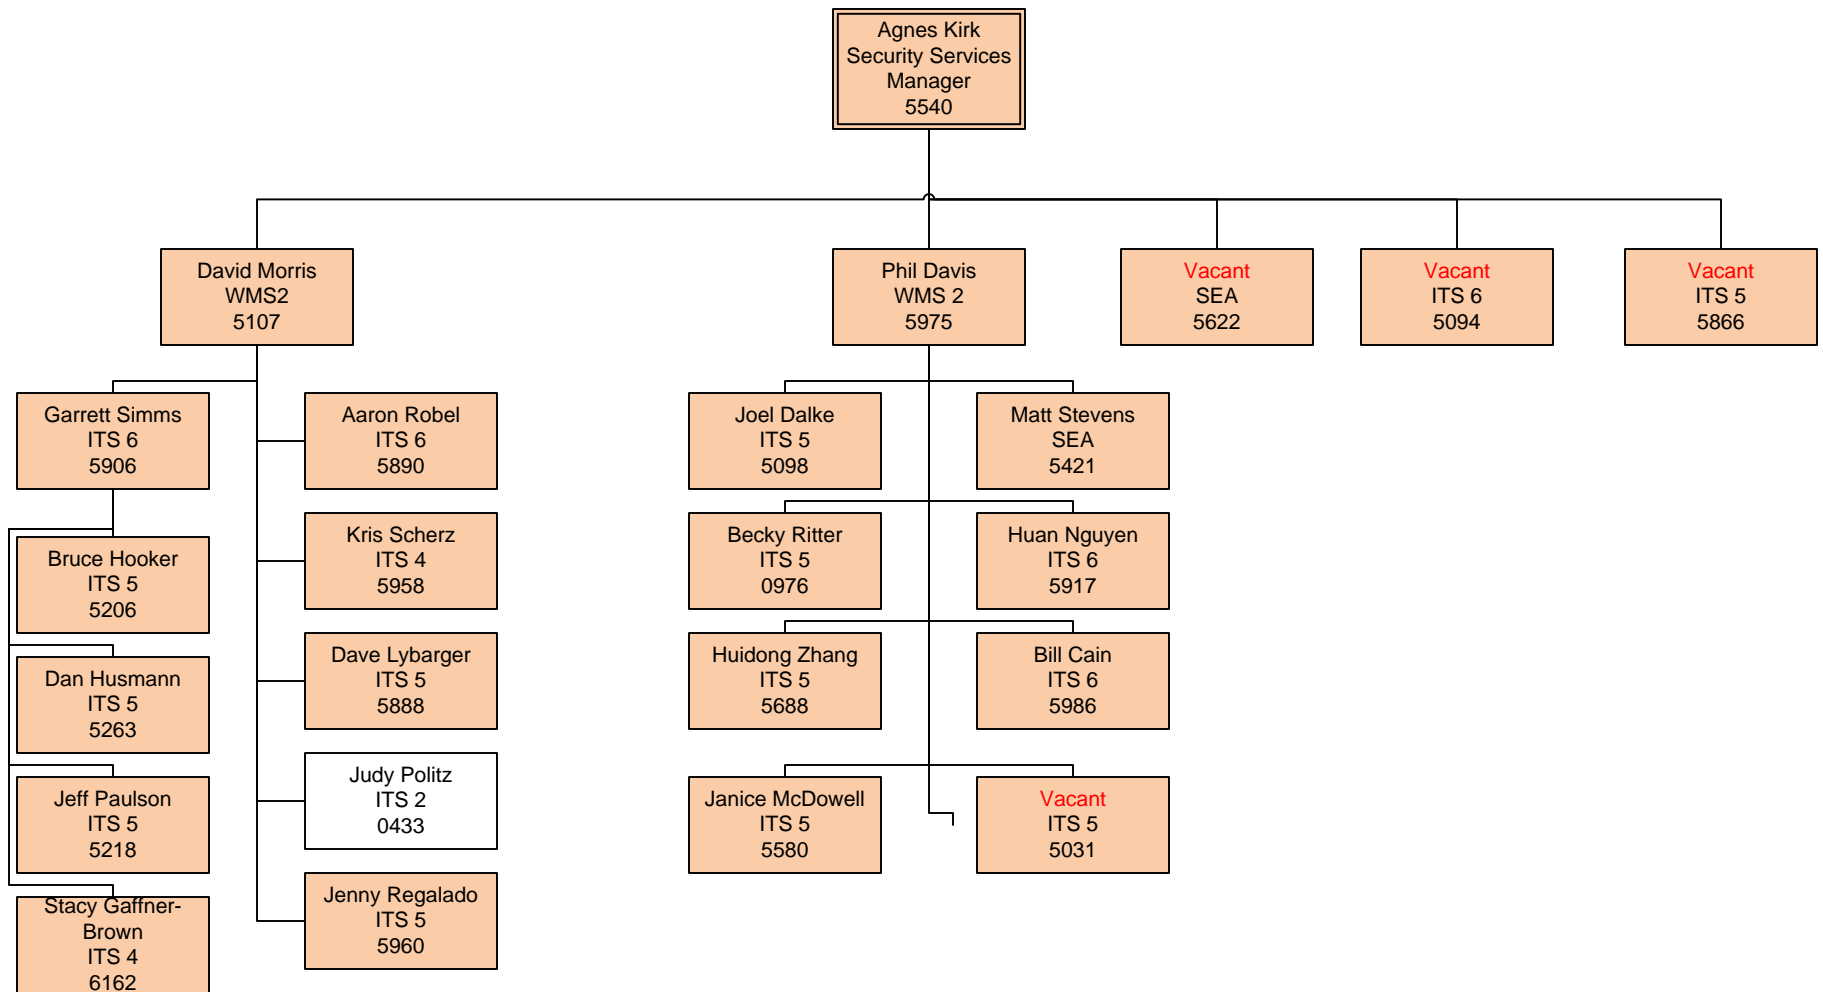 Agnes Kirk
Security Services
Manager
5540
David Morris
WMS2
5107
Phil Davis
WMS 2
5975
Vacant
SEA
5622
Vacant
ITS 6
5094
Vacant
ITS 5
5866
Garrett Simms
ITS 6
5906
Aaron Robel
ITS 6
5890
Joel Dalke
ITS 5
5098
Matt Stevens
SEA
5421
Bruce Hooker
ITS 5
5206
Kris Scherz
ITS 4
5958
Becky Ritter
ITS 5
0976
Huan Nguyen
ITS 6
5917
Dan Husmann
ITS 5
5263
Dave Lybarger
ITS 5
5888
Huidong Zhang
ITS 5
5688
Bill Cain
ITS 6
5986
Jeff Paulson
ITS 5
5218
Judy Politz
ITS 2
0433
Janice McDowell
ITS 5
5580
Vacant
ITS 5
5031
Stacy Gaffner-
Brown
ITS 4
6162
Jenny Regalado
ITS 5
5960